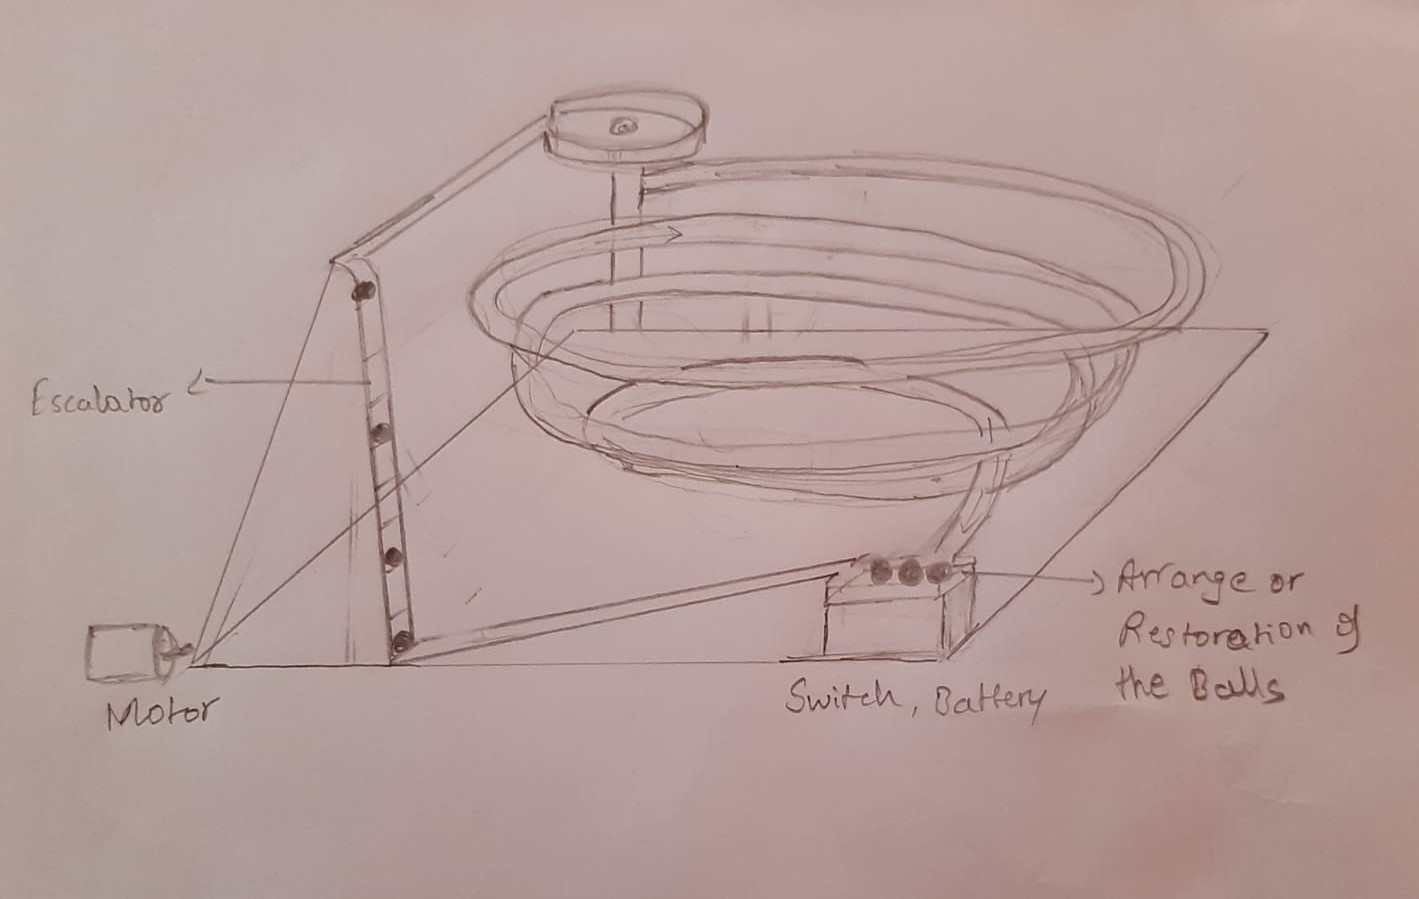 Escalator
Motor
Switch, Battery
Arrange or
Restoration of
the Balls